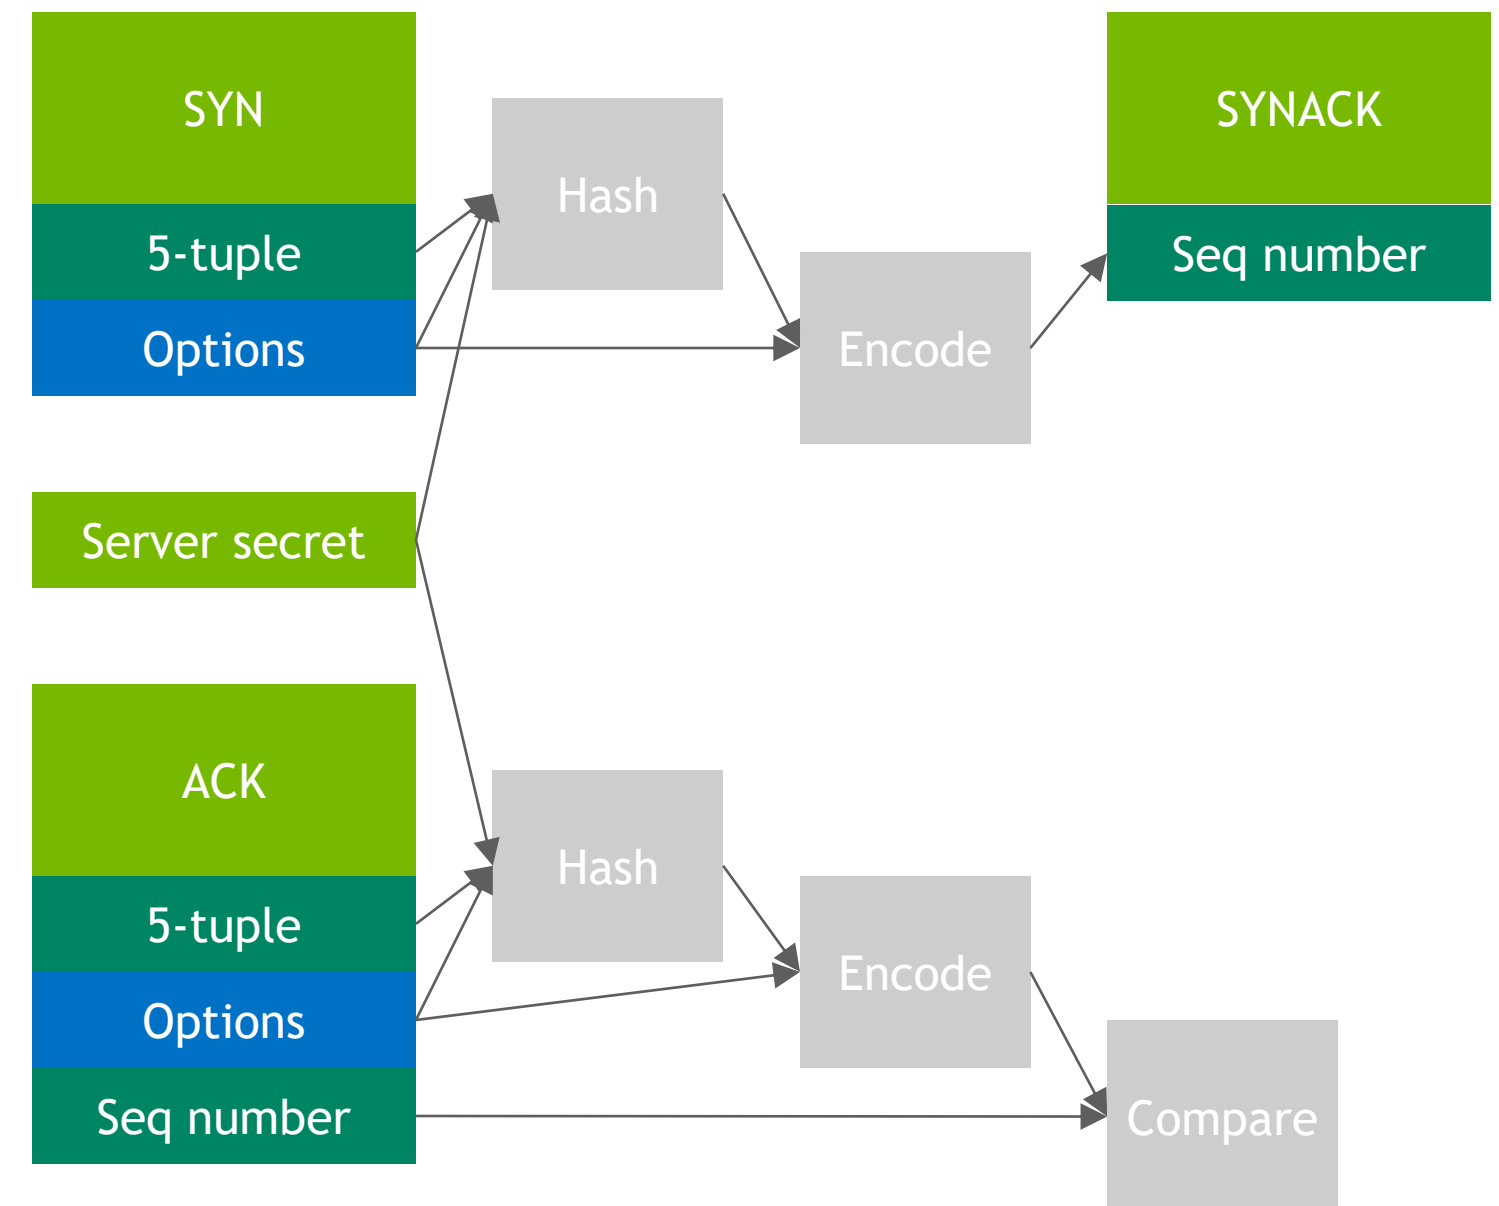 SYN
5-tuple
Options
Hash
Encode
SYNACK
Seq number
Server secret
ACK
5-tuple
Options
Seq number
Hash
Encode
Compare